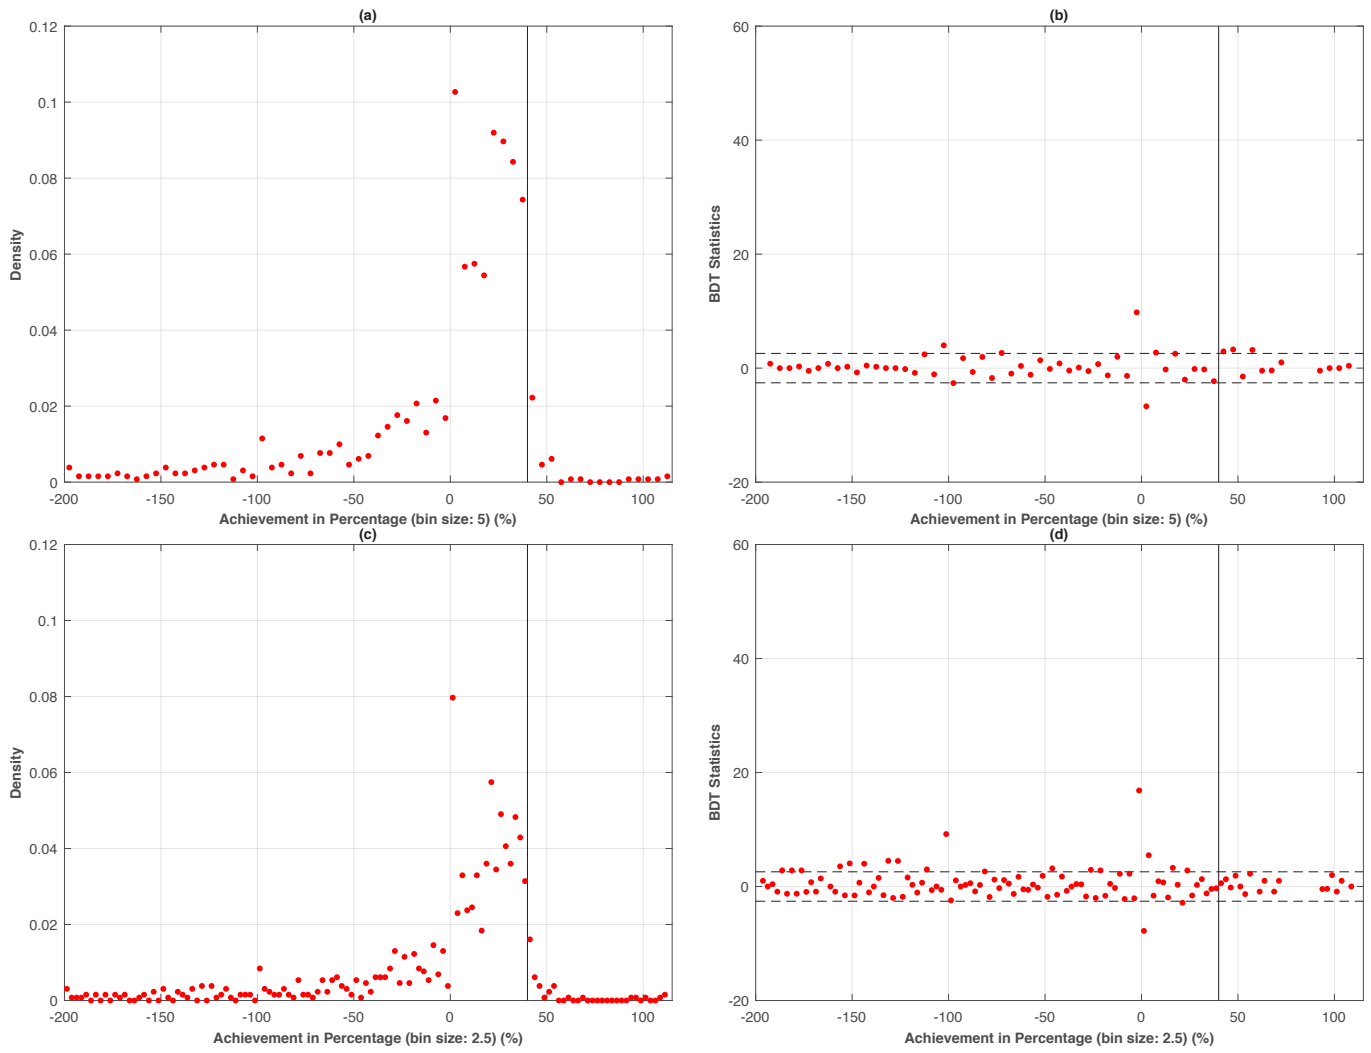 (a)
0.12
0.1
0.08
0.06
0.04
0.02
0
Density
-200 -150 -100 -50 0 50 100
Achievement in Percentage (bin size: 5) (%)
(b)
60
40
20
0
-20
BDT Statistics
-200 -150 -100 -50 0 50 100
Achievement in Percentage (bin size: 5) (%)
(c)
0.12
0.1
0.08
0.06
0.04
0.02
0
Density
-200 -150 -100 -50 0 50 100
Achievement in Percentage (bin size: 2.5) (%)
(d)
60
40
20
0
-20
BDT Statistics
-200 -150 -100 -50 0 50 100
Achievement in Percentage (bin size: 2.5) (%)